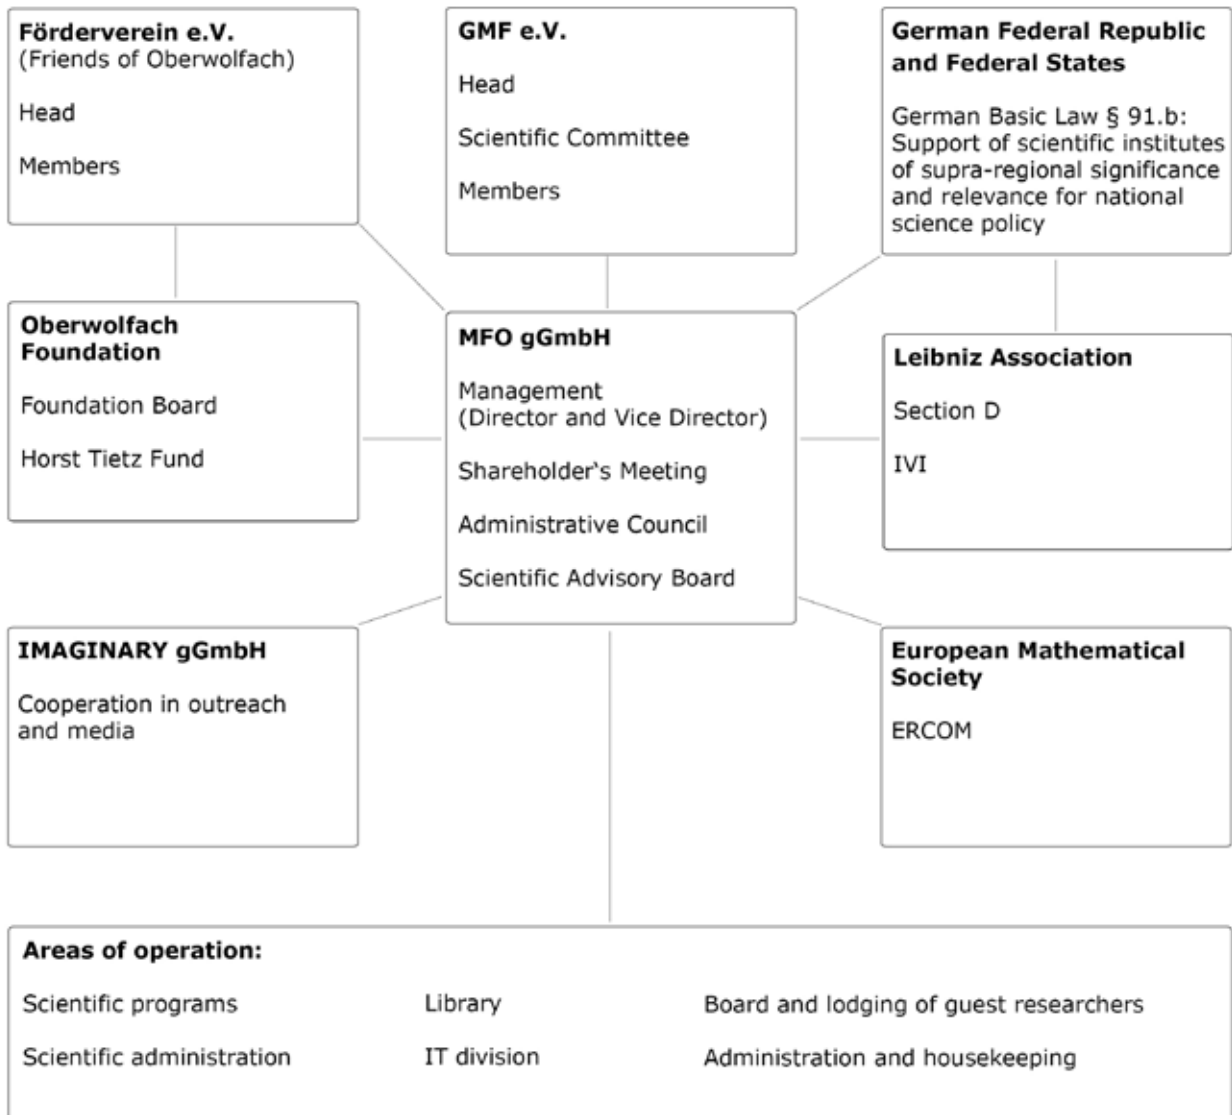 Förderverein e.V.
(Friends of Oberwolfach)
Head
Members
GMF e.V.
Head
Scientific Committee
Members
German Federal Republic
and Federal States
German Basic Law § 91.b:
Support of scientific institutes
of supra-regional significance
and relevance for national
science policy
Oberwolfach
Foundation
Foundation Board
Horst Tietz Fund
MFO gGmbH
Management
(Director and Vice Director)
Shareholder‘s Meeting
Administrative Council
Scientific Advisory Board
Leibniz Association
Section D
IVI
IMAGINARY gGmbH
Cooperation in outreach
and media
European Mathematical
Society
ERCOM
Areas of operation:
Scientific programs Library Board and lodging of guest researchers
Scientific administration IT division Administration and housekeeping